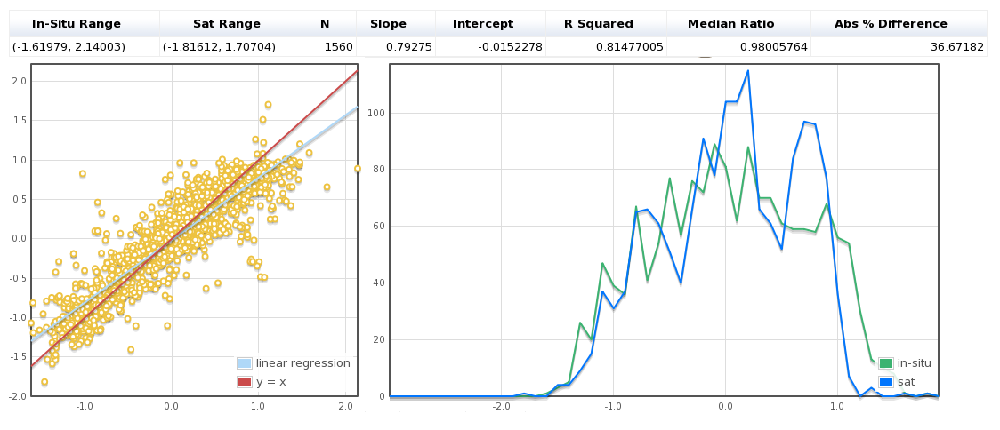 In-Situ Range Sat Range N Slope Intercept R Squared Median Ratio Abs % Difference
(-1.61979, 2.14003) (-1.81612, 1.70704) 1560 0.79275 -0.0152278 0.81477005 0.98005764 36.67182
2.0
1.5
1.0
0.5
0.0
-0.5
-1.0
-1.5
-2.0
-1.0 0.0 1.0 2.0
linear regression
y = x
100
80
60
40
20
0
-2.0 -1.0 0.0 1.0
in-situ
sat